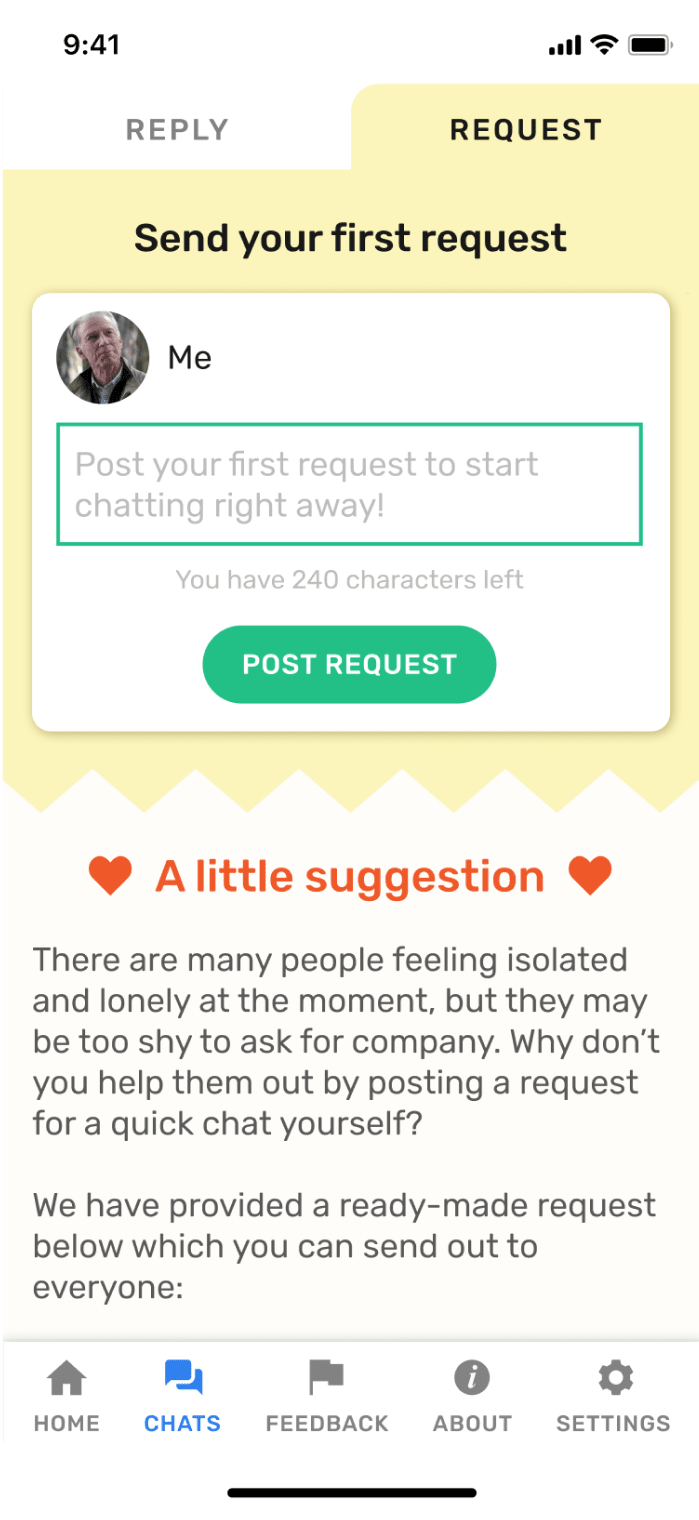 9:41
REPLY
REQUEST
Send your first request
Me
Post your first request to start
chatting right away!
You have 240 characters left
POST REQUEST
A little suggestion
There are many people feeling isolated
and lonely at the moment, but they may
be too shy to ask for company. Why don’t
you help them out by posting a request
for a quick chat yourself?
We have provided a ready-made request
below which you can send out to
everyone:
HOME
CHATS
FEEDBACK
ABOUT
SETTINGS